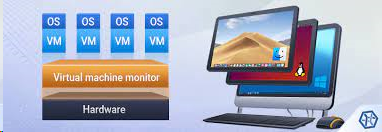 OS OS OS OS
VM VM VM VM
Virtual machine monitor
Hardware